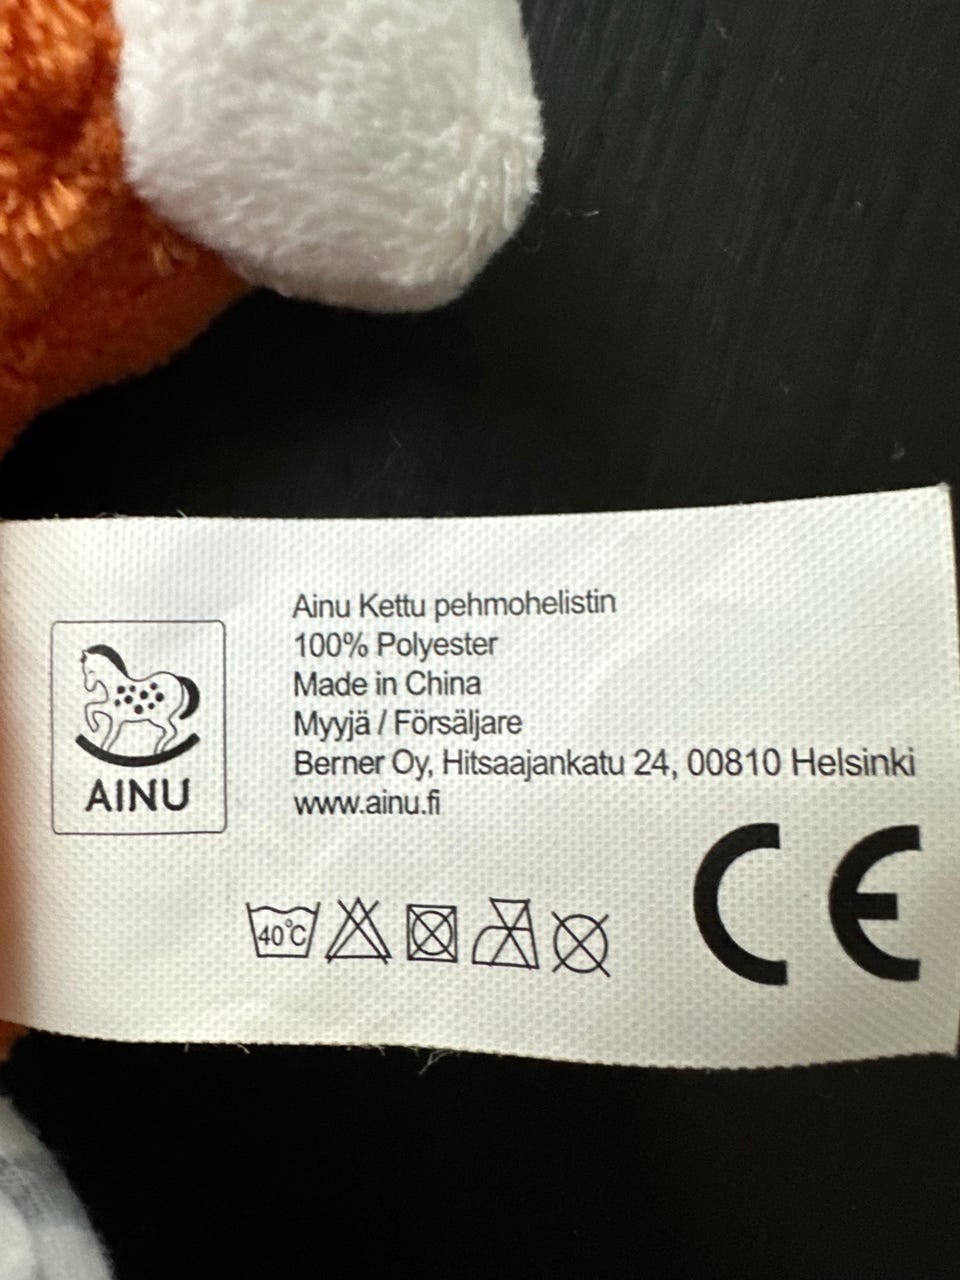 Ainu Kettu pehmohelistin
100% Polyester
Made in China
Myyjä / Försäljare
Berner Oy, Hitsaajankatu 24, 00810 Helsinki
www.ainu.fi
AINU
40°C
CE